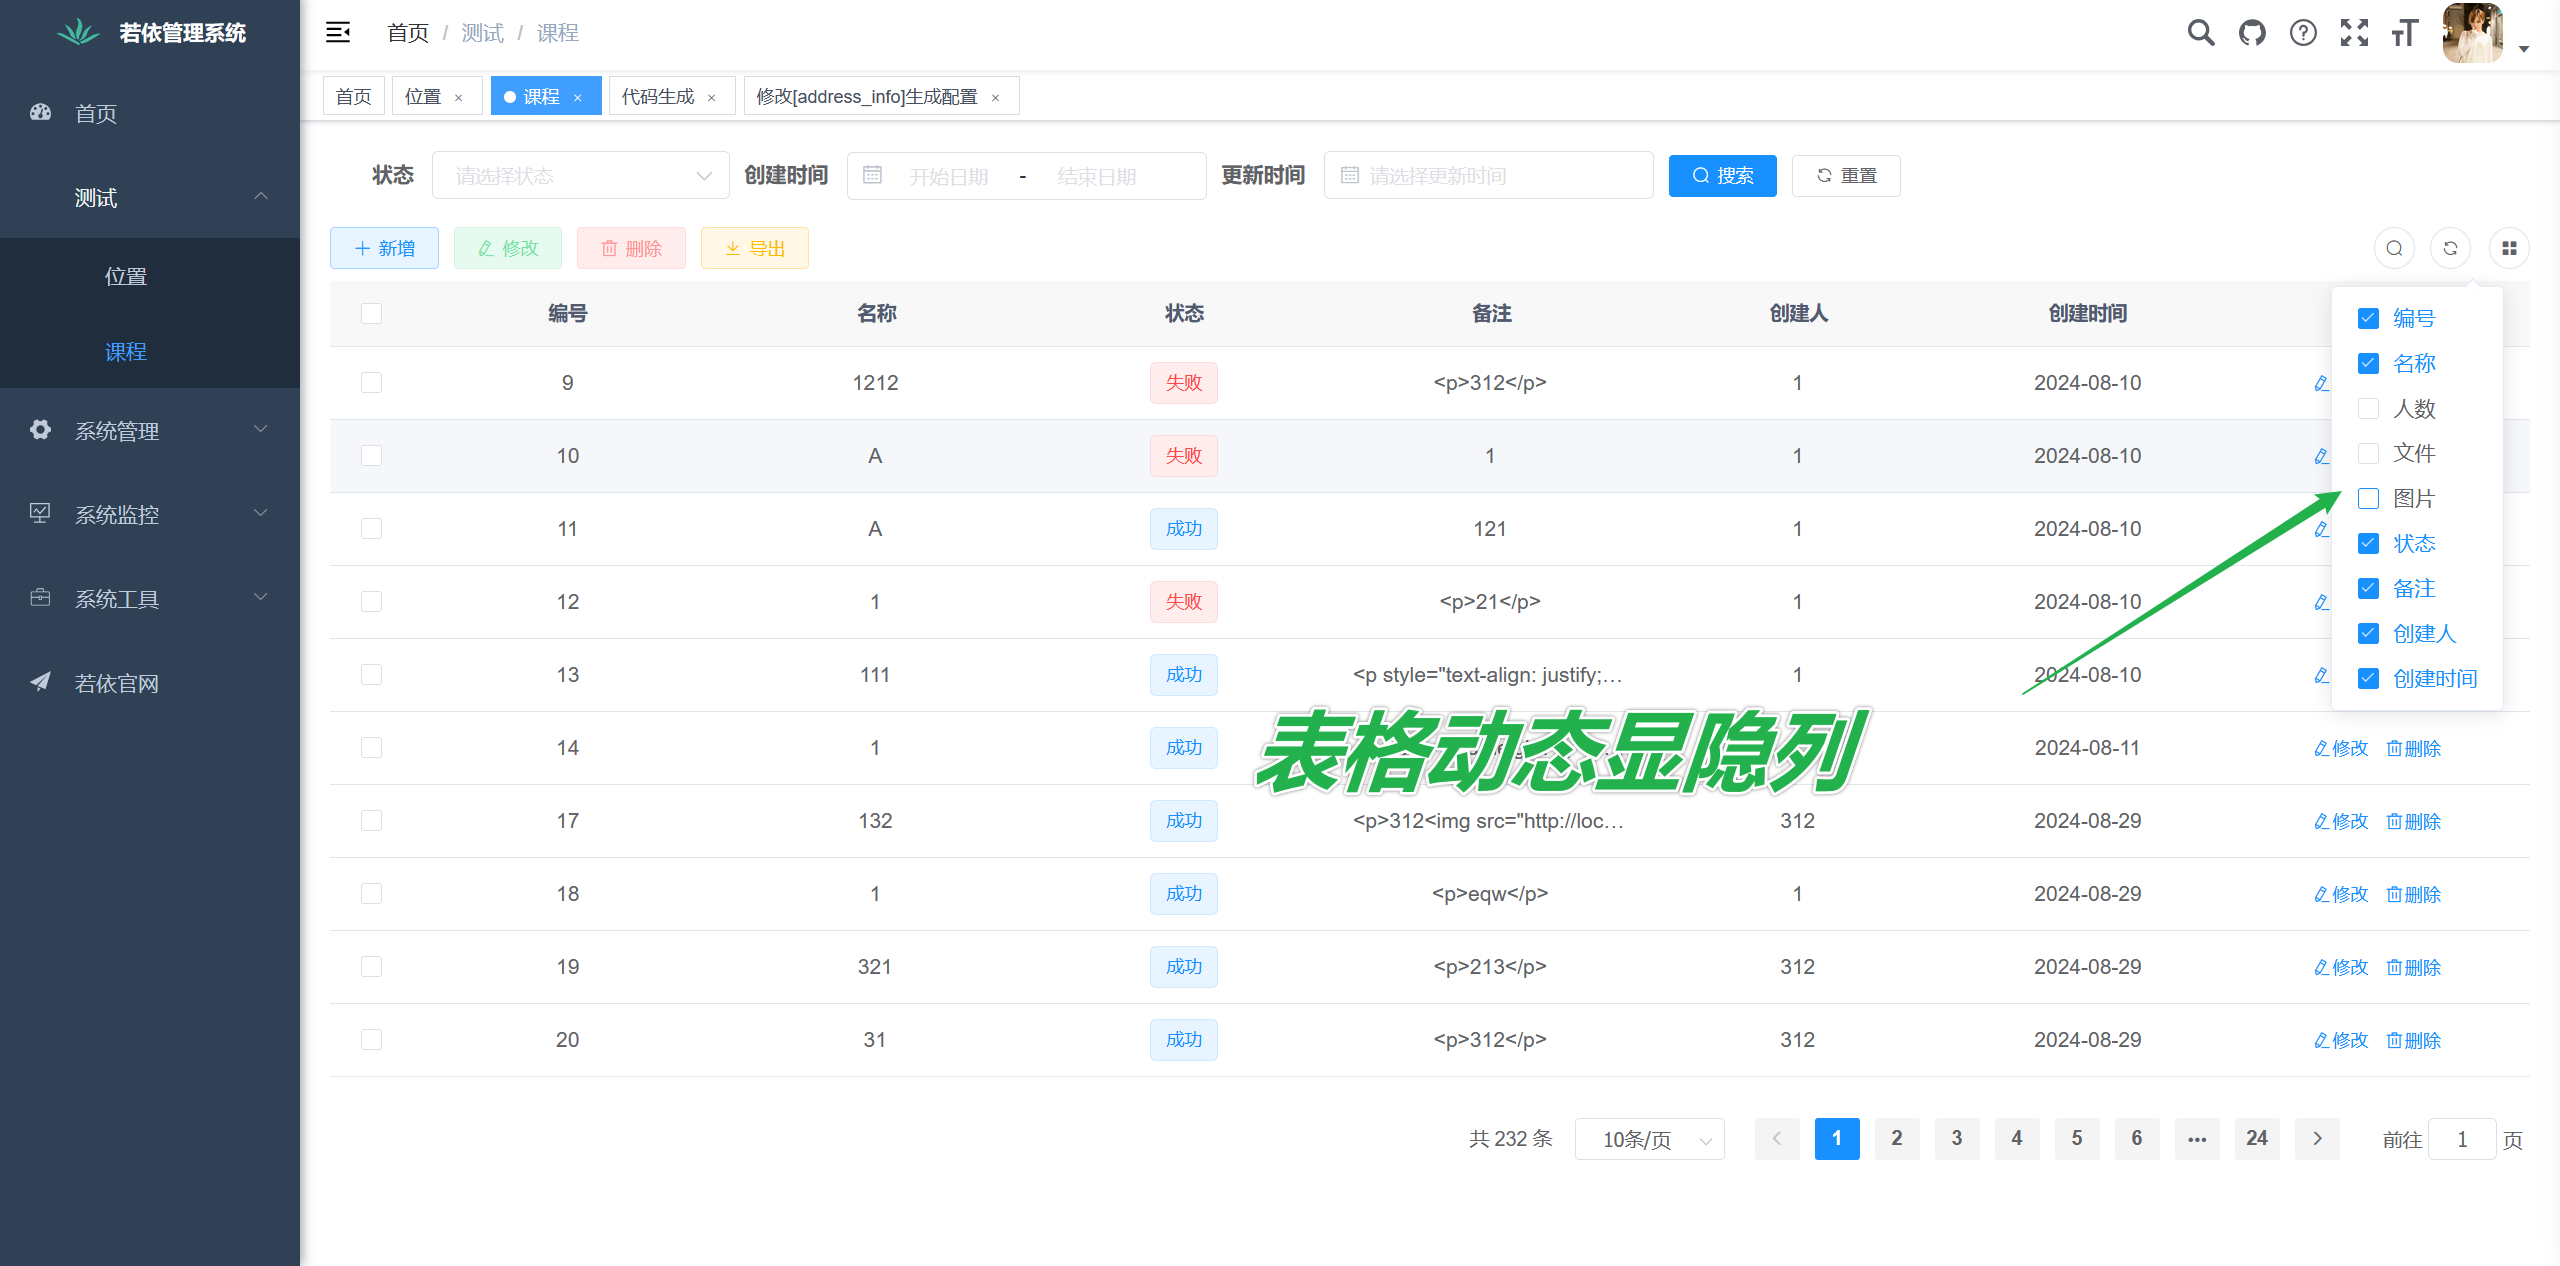 若依管理系统
首页
测试
位置
课程
系统管理
系统监控
系统工具
若依官网
首页 / 测试 / 课程
首页 位置 × 课程 × 代码生成 × 修改[address_info]生成配置 ×
状态 请选择状态 创建时间 开始日期 - 结束日期 更新时间 请选择更新时间 搜索 重置
新增 修改 删除 导出
编号 名称 状态 备注 创建人 创建时间
9 1212 失败 <p>312</p> 1 2024-08-10
10 A 失败 1 1 2024-08-10
11 A 成功 121 1 2024-08-10
12 1 失败 <p>21</p> 1 2024-08-10
13 111 成功 <p style="text-align: justify;… 1 2024-08-10
14 1 成功 2024-08-11 修改 删除
17 132 成功 <p>312<img src="http://loc… 312 2024-08-29 修改 删除
18 1 成功 <p>eqw</p> 1 2024-08-29 修改 删除
19 321 成功 <p>213</p> 312 2024-08-29 修改 删除
20 31 成功 <p>312</p> 312 2024-08-29 修改 删除
编号
名称
人数
文件
图片
状态
备注
创建人
创建时间
表格动态显隐列
共 232 条 10条/页 1 2 3 4 5 6 ••• 24 前往 1 页